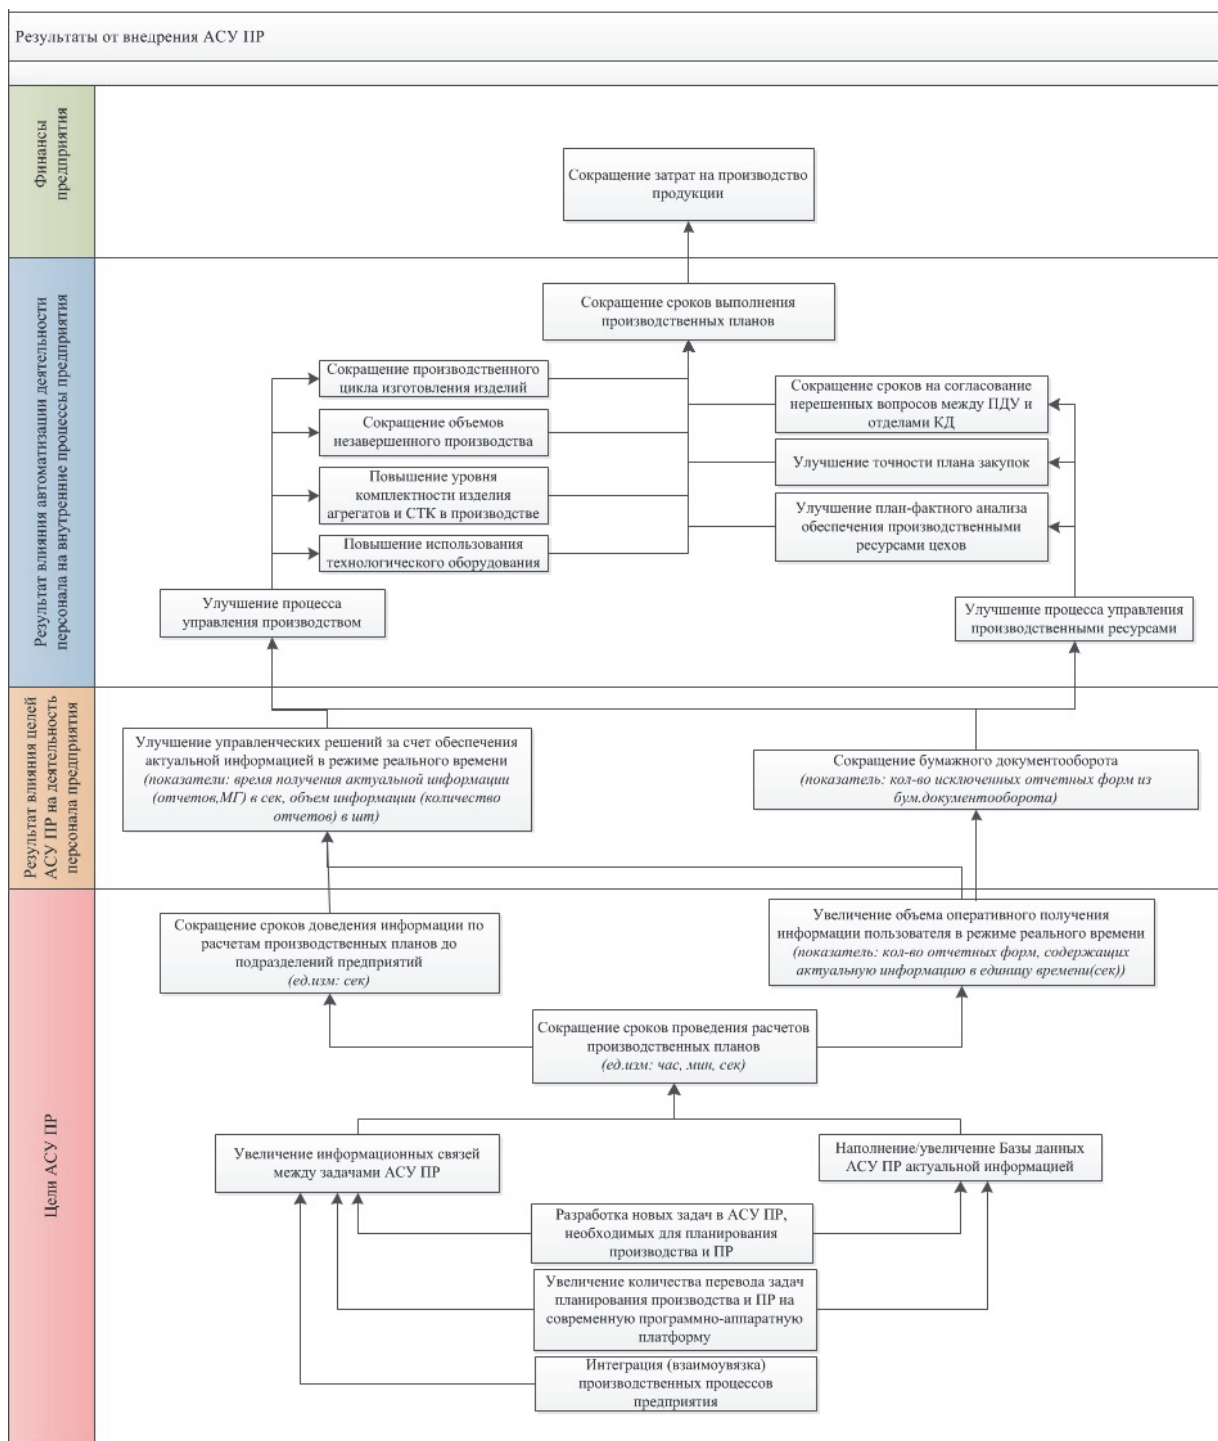 Результаты от внедрения АСУ ПР
Финансы
предприятия
Сокращение затрат на производство
продукции
Результат влияния автоматизации деятельности
персонала на внутренние процессы предприятия
Сокращение сроков выполнения
производственных планов
Сокращение производственного
цикла изготовления изделий
Сокращение объемов
незавершенного производства
Повышение уровня
комплектности изделия
агрегатов и СТК в производстве
Повышение использования
технологического оборудования
Сокращение сроков на согласование
нерешенных вопросов между ПДУ и
отделами КД
Улучшение точности плана закупок
Улучшение план-фактного анализа
обеспечения производственными
ресурсами цехов
Улучшение процесса
управления производством
Улучшение процесса управления
производственными ресурсами
Результат влияния целей
АСУ ПР на деятельность
персонала предприятия
Улучшение управленческих решений за счет обеспечения
актуальной информацией в режиме реального времени
(показатели: время получения актуальной информации
(отчетов,МГ) в сек, объем информации (количество
отчетов) в шт)
Сокращение бумажного документооборота
(показатель: кол-во исключенных отчетных форм из
бум.документооборота)
Цели АСУ ПР
Сокращение сроков доведения информации по
расчетам производственных планов до
подразделений предприятий
(ед.изм: сек)
Увеличение объема оперативного получения
информации пользователя в режиме реального времени
(показатель: кол-во отчетных форм, содержащих
актуальную информацию в единицу времени(сек))
Сокращение сроков проведения расчетов
производственных планов
(ед.изм: час, мин, сек)
Увеличение информационных связей
между задачами АСУ ПР
Наполнение/увеличение Базы данных
АСУ ПР актуальной информацией
Разработка новых задач в АСУ ПР,
необходимых для планирования
производства и ПР
Увеличение количества перевода задач
планирования производства и ПР на
современную программно-аппаратную
платформу
Интеграция (взаимоувязка)
производственных процессов
предприятия